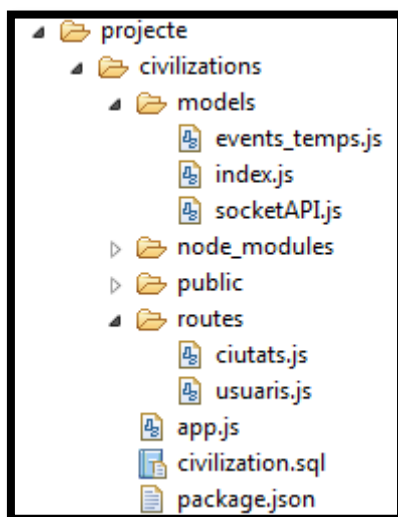 projecte
civilizations
models
events_temps.js
index.js
socketAPI.js
node_modules
public
routes
ciutats.js
usuaris.js
app.js
civilization.sql
package.json